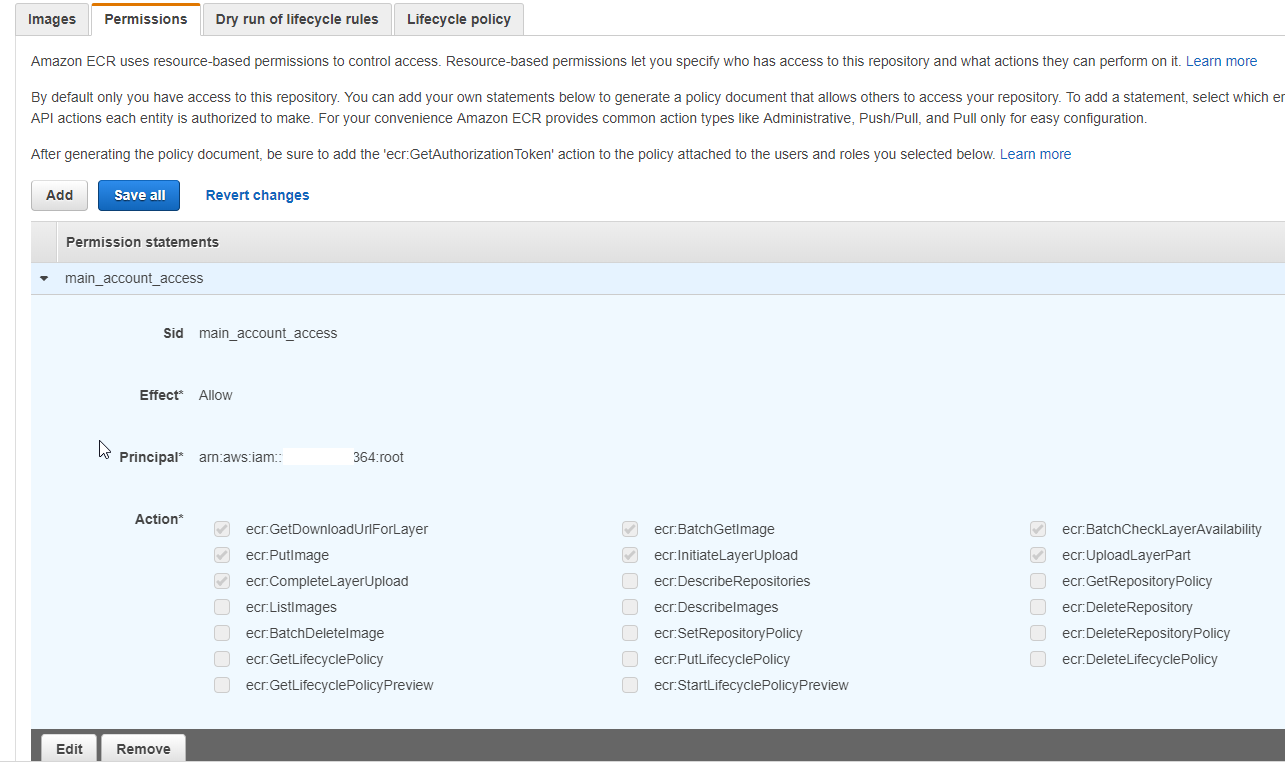 Images Permissions Dry run of lifecycle rules Lifecycle policy
Amazon ECR uses resource-based permissions to control access. Resource-based permissions let you specify who has access to this repository and what actions they can perform on it. Learn more
By default only you have access to this repository. You can add your own statements below to generate a policy document that allows others to access your repository. To add a statement, select which
API actions each entity is authorized to make. For your convenience Amazon ECR provides common action types like Administrative, Push/Pull, and Pull only for easy configuration.
After generating the policy document, be sure to add the 'ecr:GetAuthorizationToken' action to the policy attached to the users and roles you selected below. Learn more
Add Save all Revert changes
Permission statements
main_account_access
Sid main_account_access
Effect* Allow
Principal* arn:aws:iam:: 364:root
Action*
ecr:GetDownloadUrlForLayer ecr:BatchGetImage ecr:BatchCheckLayerAvailability
ecr:PutImage ecr:InitiateLayerUpload ecr:UploadLayerPart
ecr:CompleteLayerUpload ecr:DescribeRepositories ecr:GetRepositoryPolicy
ecr:ListImages ecr:DescribeImages ecr:DeleteRepository
ecr:BatchDeleteImage ecr:SetRepositoryPolicy ecr:DeleteRepositoryPolicy
ecr:GetLifecyclePolicy ecr:PutLifecyclePolicy ecr:DeleteLifecyclePolicy
ecr:GetLifecyclePolicyPreview ecr:StartLifecyclePolicyPreview
Edit Remove